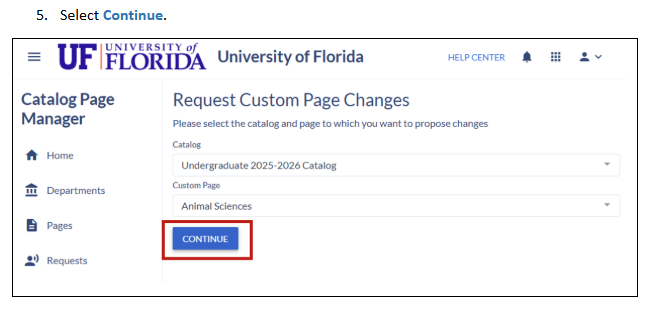 5. Select Continue.
UF UNIVERSITY of FLORIDA University of Florida HELP CENTER
Catalog Page Manager
Home
Departments
Pages
Requests
Request Custom Page Changes
Please select the catalog and page to which you want to propose changes
Catalog
Undergraduate 2025-2026 Catalog
Custom Page
Animal Sciences
CONTINUE